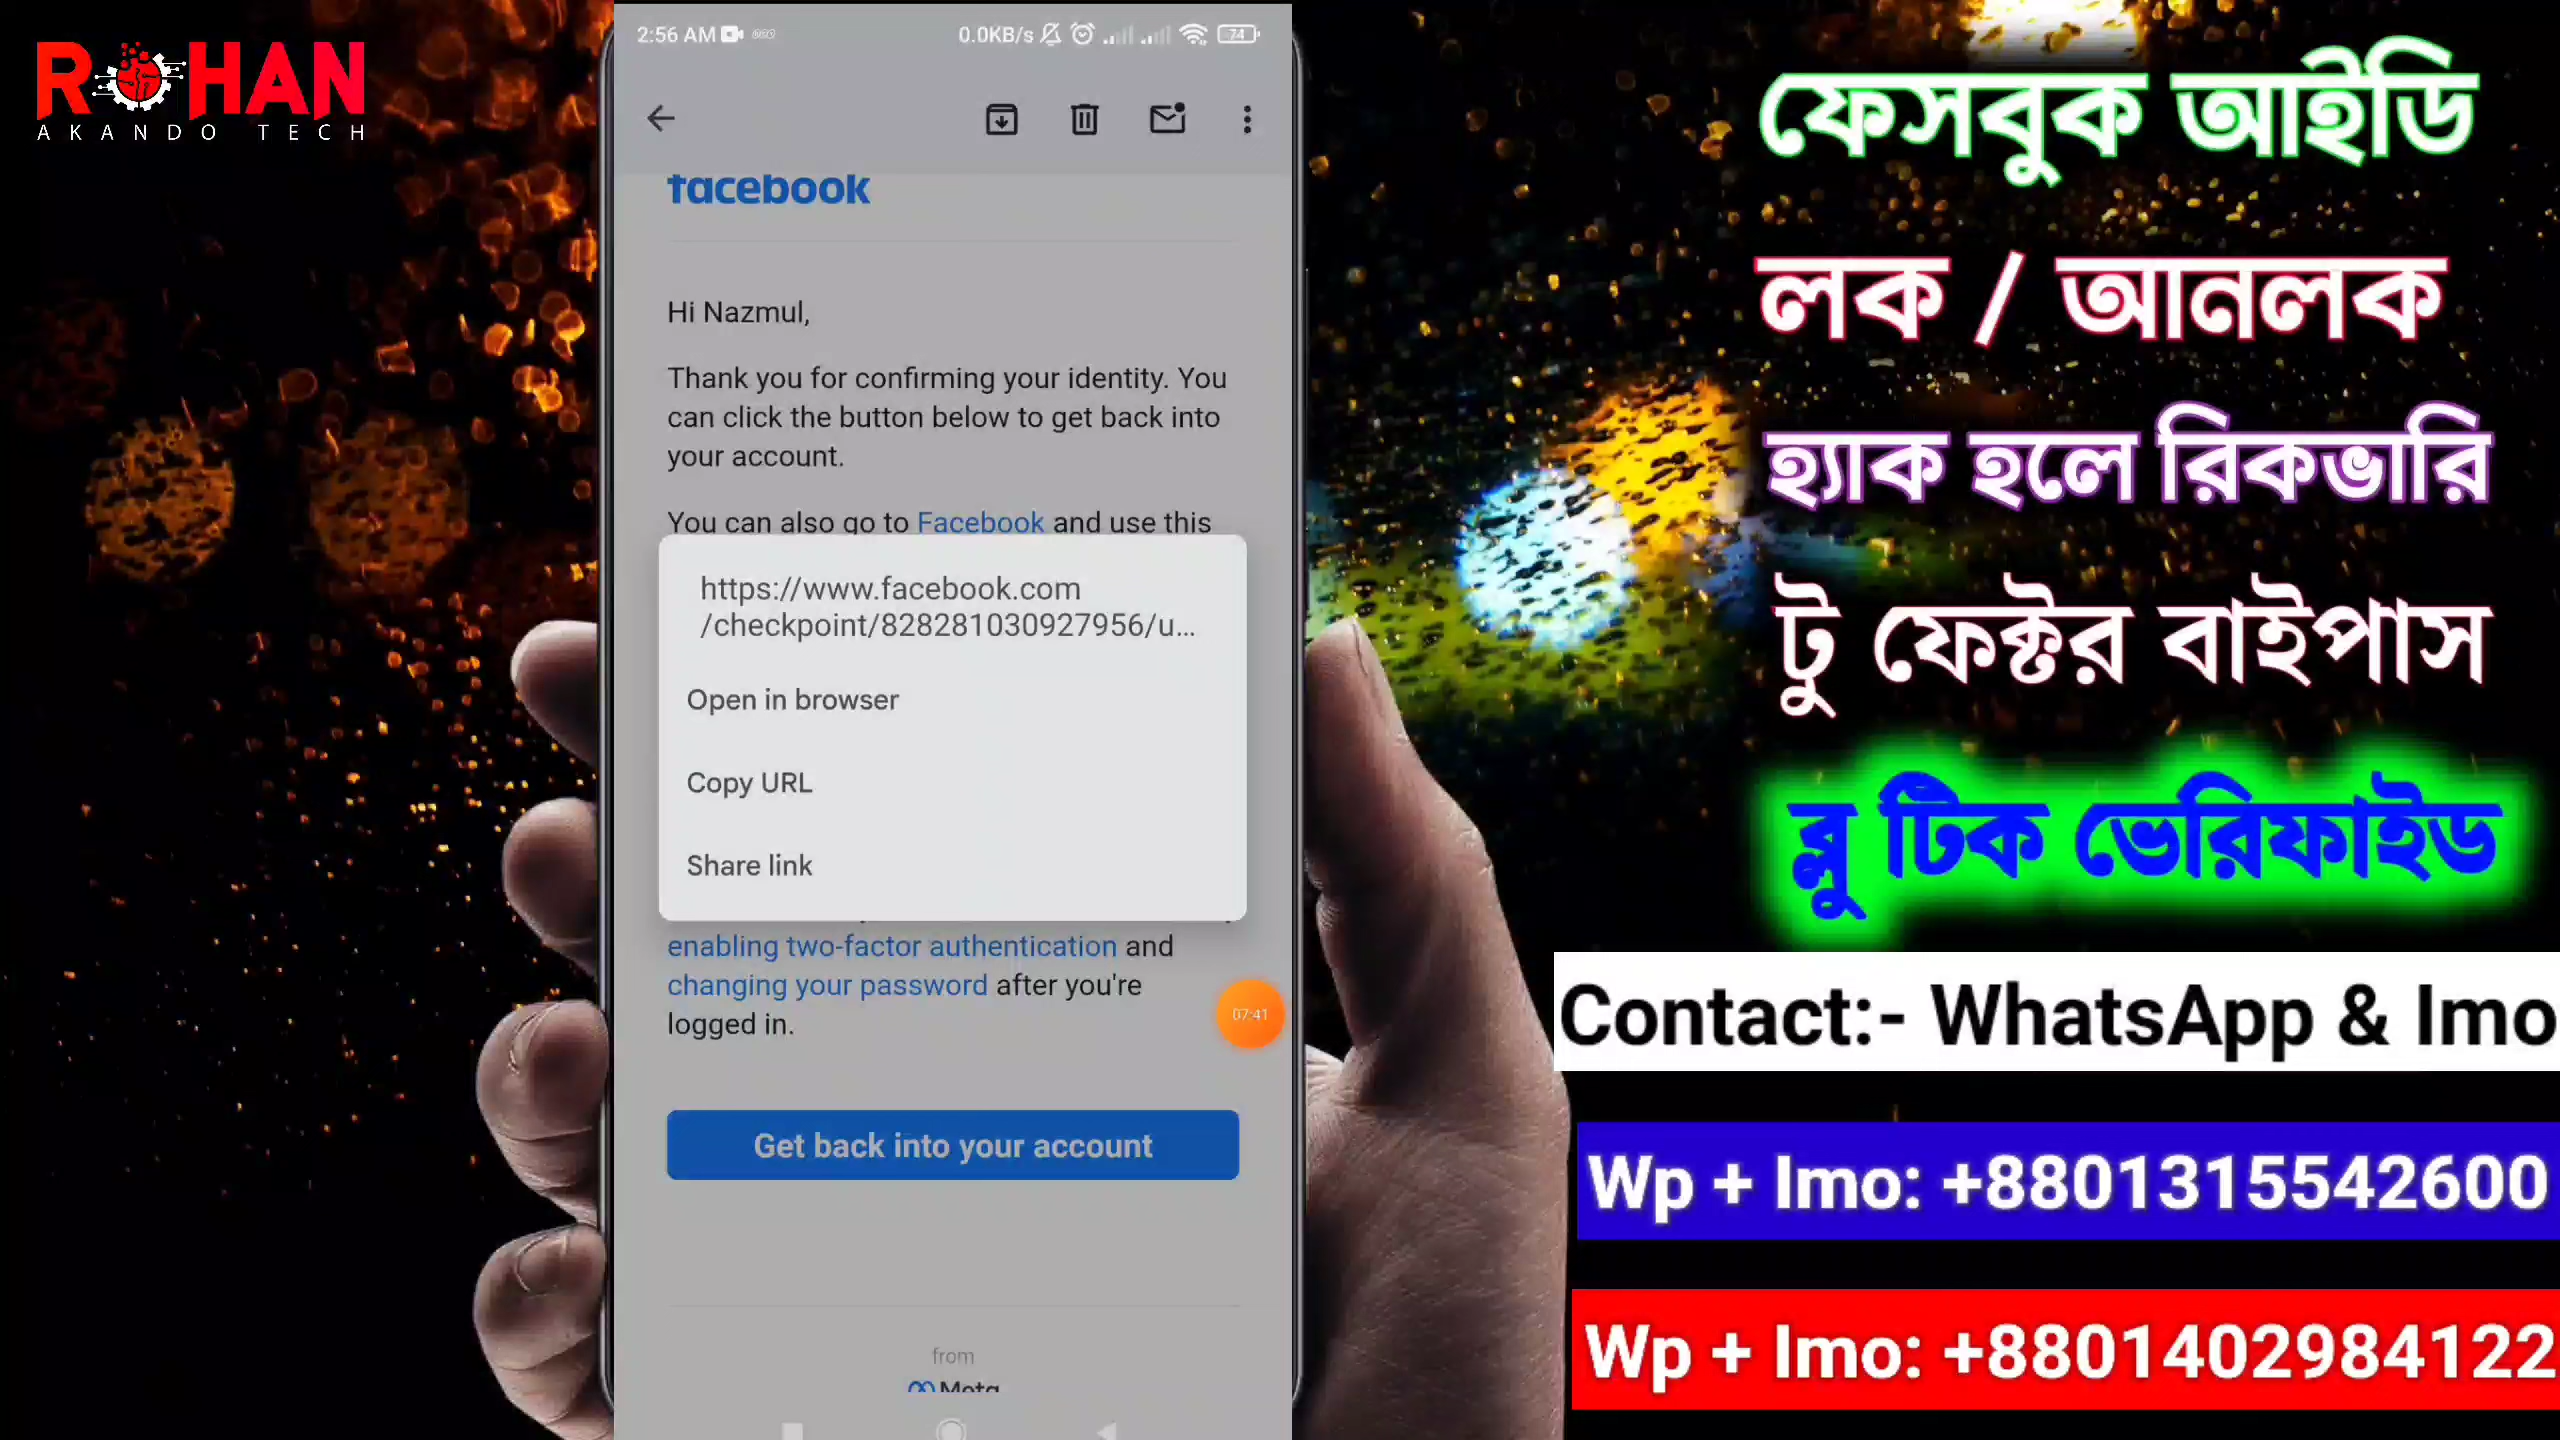 ROHAN
AKANDO TECH
2:56 AM
0.0KB/s
74
facebook
Hi Nazmul,
Thank you for confirming your identity. You
can click the button below to get back into
your account.
You can also go to Facebook and use this
https://www.facebook.com
/checkpoint/828281030927956/u...
Open in browser
Copy URL
Share link
enabling two-factor authentication and
changing your password after you're
logged in.
07:41
Get back into your account
from
Meta
ফেসবুক আইডি
লক / আনলক
হ্যাক হলে রিকভারি
টু ফেক্টর বাইপাস
ব্লু টিক ভেরিফাইড
Contact:- WhatsApp & Imo
Wp + Imo: +8801315542600
Wp + Imo: +8801402984122